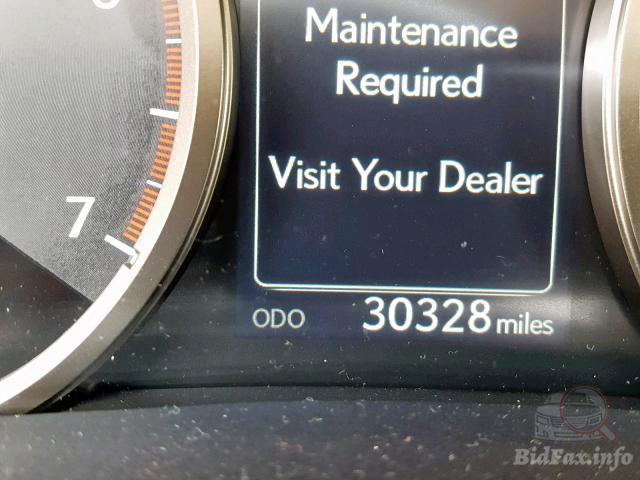 Maintenance
Required
Visit Your Dealer
7
ODO 30328 miles
BidFax.info